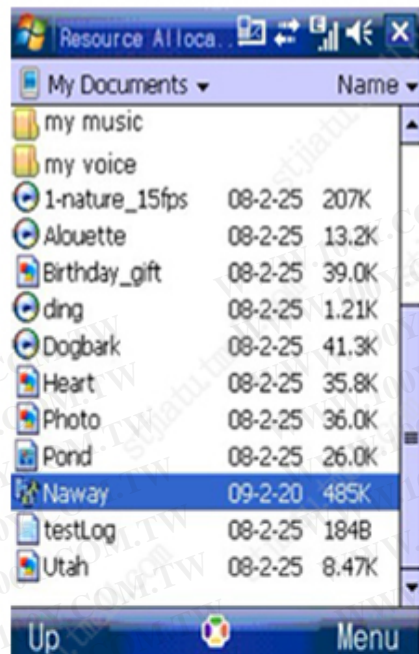 Resource Alloca..
My Documents Name
my music
my voice
1-nature_15fps 08-2-25 207K
Alouette 08-2-25 13.2K
Birthday_gift 08-2-25 39.0K
ding 08-2-25 1.21K
Dogbark 08-2-25 41.3K
Heart 08-2-25 35.8K
Photo 08-2-25 36.0K
Pond 08-2-25 26.0K
Naway 09-2-20 485K
testLog 08-2-25 184B
Utah 08-2-25 8.47K
Up Menu